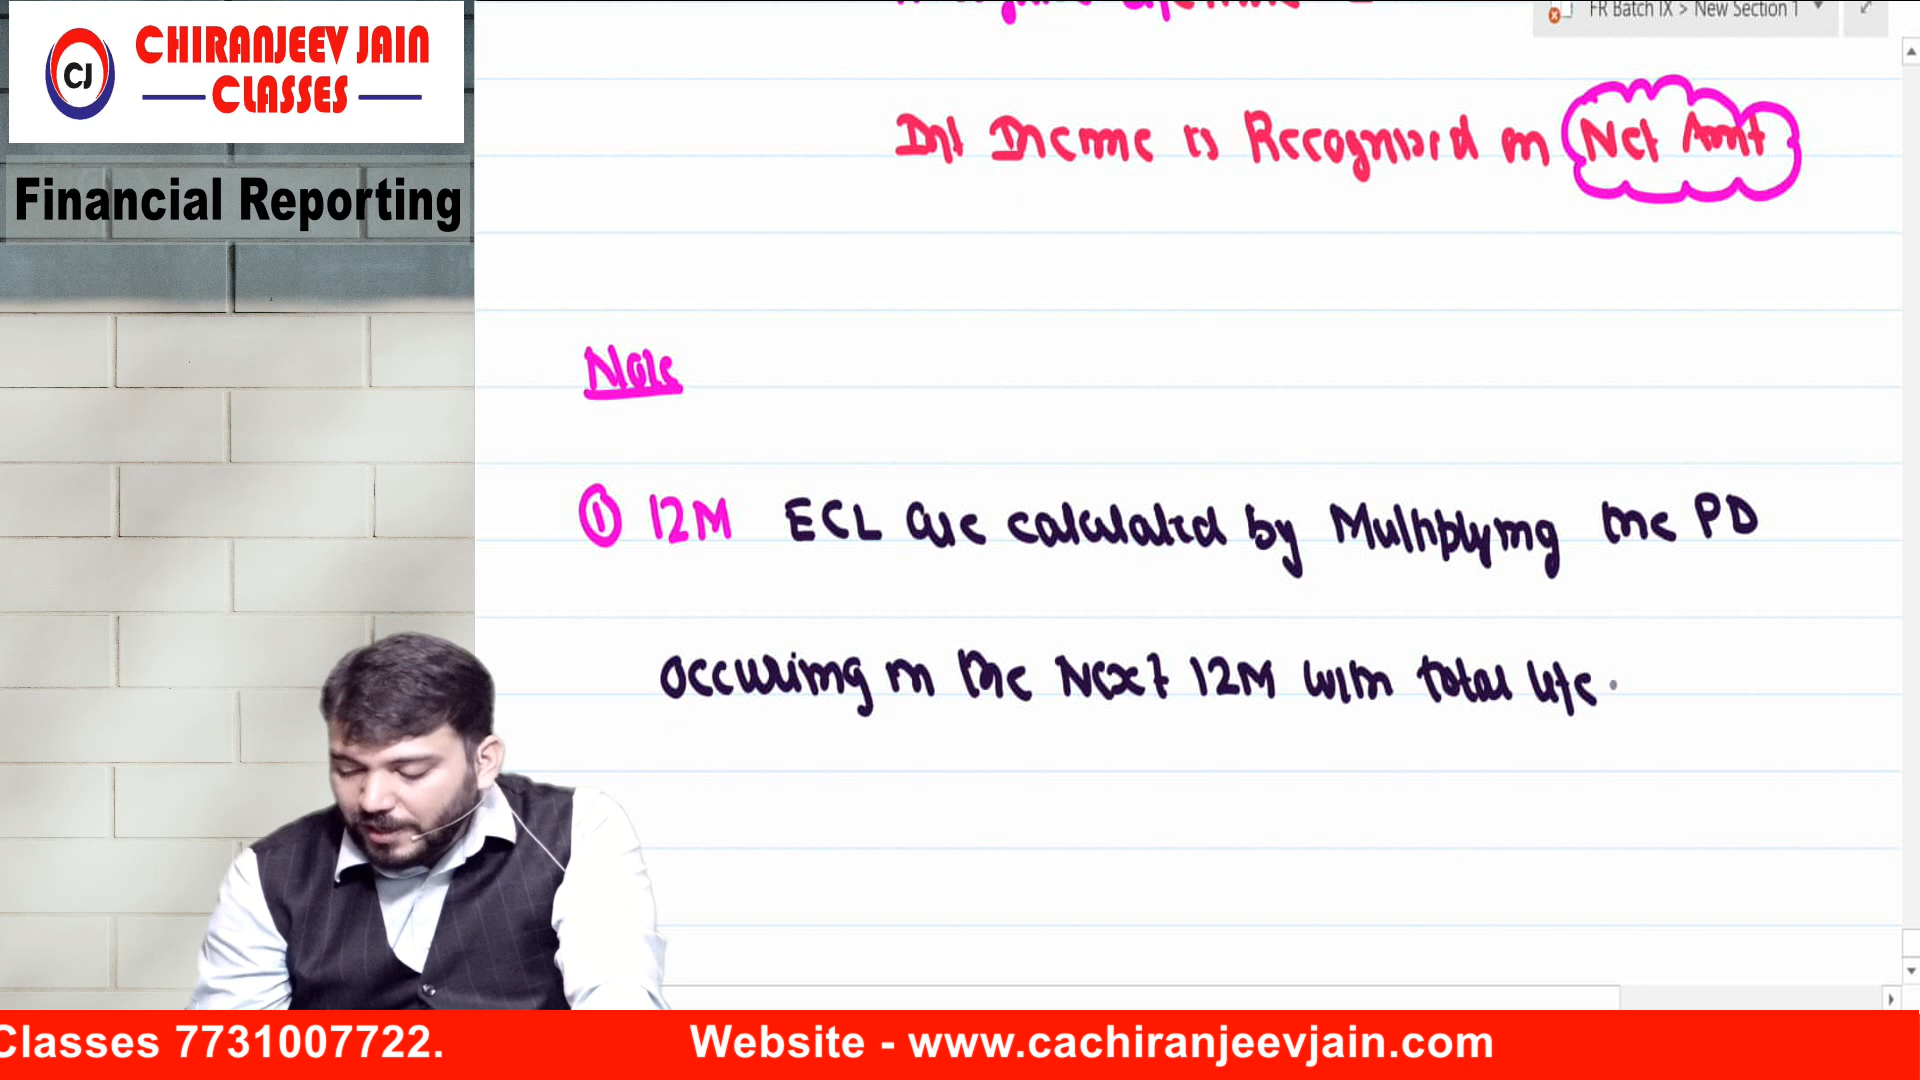 CHIRANJEEV JAIN
CJ
CLASSES
Financial Reporting
FR Batch IX > New Section 1
Int Income is Recognised on Net Amt
Note
① 12M ECL are calculated by Multiplying the PD
occuring in the Next 12M with total life
Classes 7731007722.
Website - www.cachiranjeevjain.com